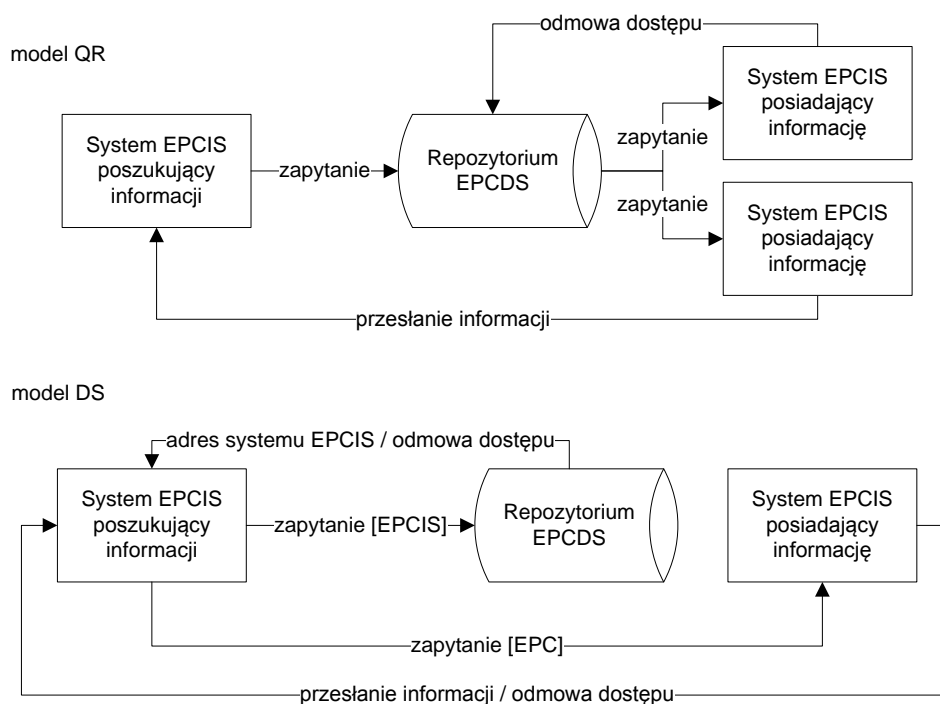 model QR
odmowa dostępu
System EPCIS
posiadający
informację
System EPCIS
poszukujący
informacji
zapytanie
Repozytorium
EPCDS
zapytanie
zapytanie
System EPCIS
posiadający
informację
przesłanie informacji
model DS
adres systemu EPCIS / odmowa dostępu
System EPCIS
poszukujący
informacji
zapytanie [EPCIS]
Repozytorium
EPCDS
System EPCIS
posiadający
informację
zapytanie [EPC]
przesłanie informacji / odmowa dostępu